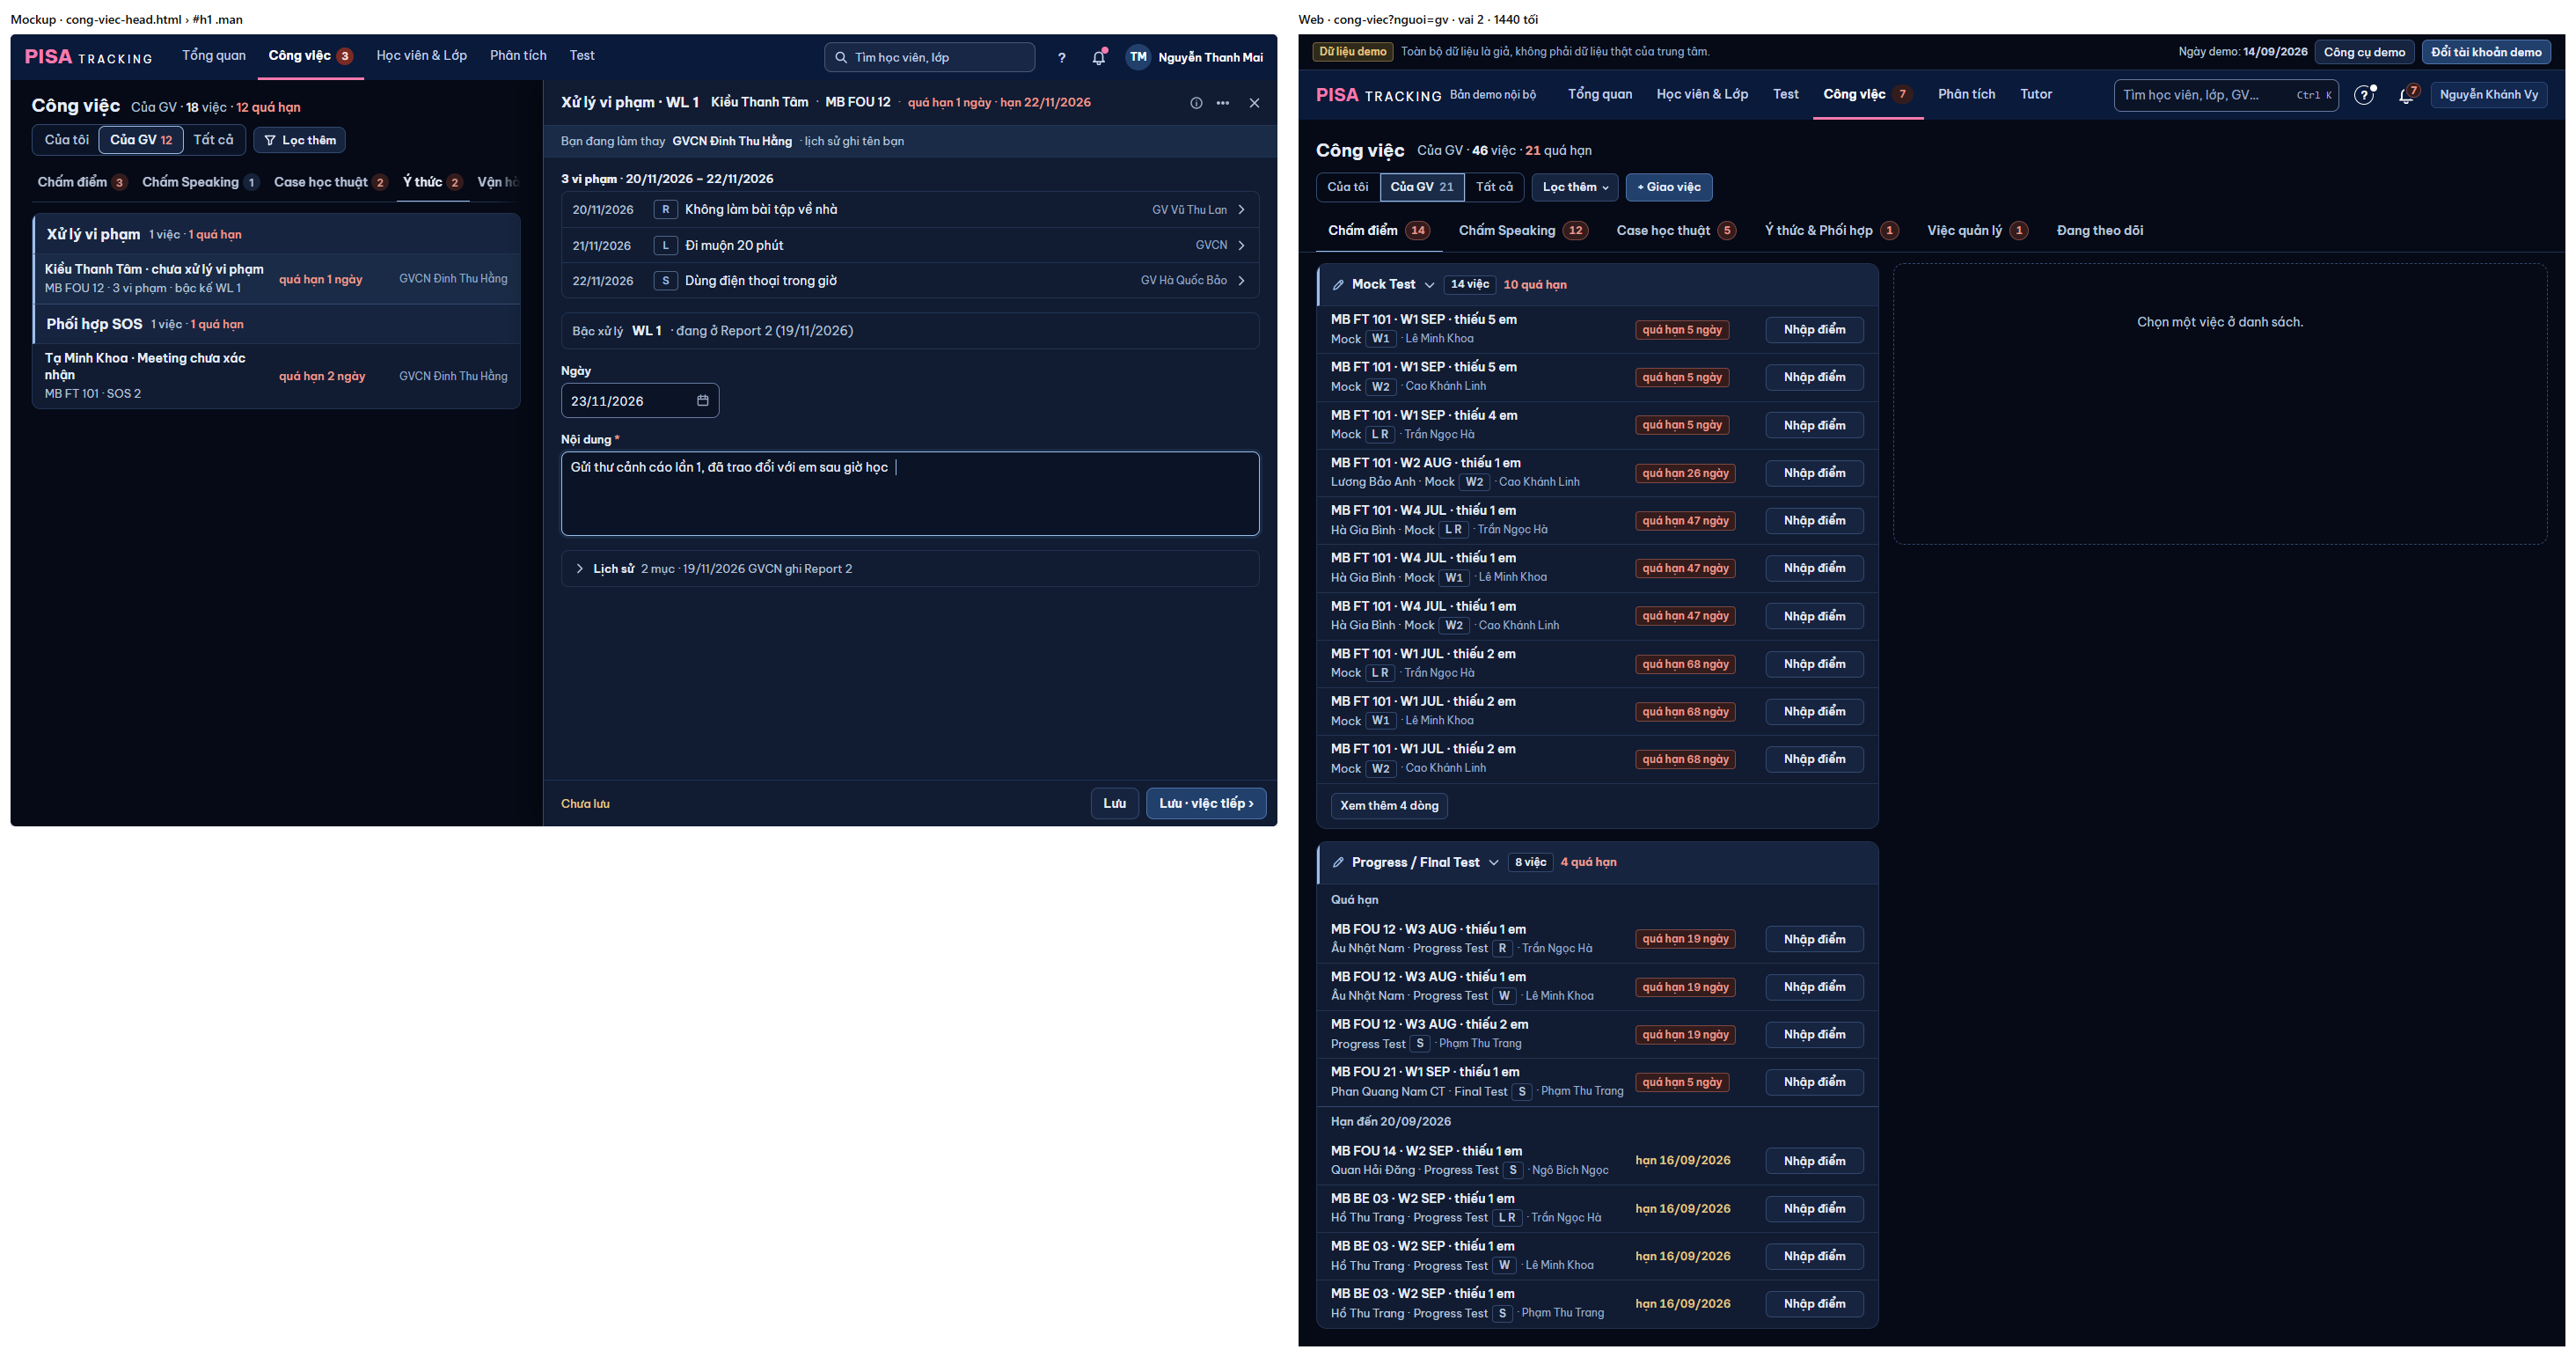 Mockup · cong-viec-head.html › #h1 .man
PISA TRACKING Tổng quan Công việc 3 Học viên & Lớp Phân tích Test Tìm học viên, lớp ? TM Nguyễn Thanh Mai
Công việc Của GV · 18 việc · 12 quá hạn
Của tôi Của GV 12 Tất cả Lọc thêm
Chấm điểm 3 Chấm Speaking 1 Case học thuật 2 Ý thức 2 Vận hà
Xử lý vi phạm 1 việc · 1 quá hạn
Kiều Thanh Tâm · chưa xử lý vi phạm
MB FOU 12 · 3 vi phạm · bậc kế WL 1
quá hạn 1 ngày
GVCN Đinh Thu Hằng
Phối hợp SOS 1 việc · 1 quá hạn
Tạ Minh Khoa · Meeting chưa xác
nhận
MB FT 101 · SOS 2
quá hạn 2 ngày
GVCN Đinh Thu Hằng
Xử lý vi phạm · WL 1 Kiều Thanh Tâm · MB FOU 12 · quá hạn 1 ngày · hạn 22/11/2026
Bạn đang làm thay GVCN Đinh Thu Hằng · lịch sử ghi tên bạn
3 vi phạm · 20/11/2026 – 22/11/2026
20/11/2026 R Không làm bài tập về nhà GV Vũ Thu Lan
21/11/2026 L Đi muộn 20 phút GVCN
22/11/2026 S Dùng điện thoại trong giờ GV Hà Quốc Bảo
Bậc xử lý WL 1 · đang ở Report 2 (19/11/2026)
Ngày
23/11/2026
Nội dung *
Gửi thư cảnh cáo lần 1, đã trao đổi với em sau giờ học
Lịch sử 2 mục · 19/11/2026 GVCN ghi Report 2
Chưa lưu Lưu Lưu · việc tiếp ›
Web · cong-viec?nguoi=gv · vai 2 · 1440 tối
Dữ liệu demo Toàn bộ dữ liệu là giả, không phải dữ liệu thật của trung tâm. Ngày demo: 14/09/2026 Công cụ demo Đổi tài khoản demo
PISA TRACKING Bản demo nội bộ Tổng quan Học viên & Lớp Test Công việc 7 Phân tích Tutor Tìm học viên, lớp, GV... Ctrl K ? 7 Nguyễn Khánh Vy
Công việc Của GV · 46 việc · 21 quá hạn
Của tôi Của GV 21 Tất cả Lọc thêm + Giao việc
Chấm điểm 14 Chấm Speaking 12 Case học thuật 5 Ý thức & Phối hợp 1 Việc quản lý 1 Đang theo dõi
Mock Test 14 việc 10 quá hạn
MB FT 101 · W1 SEP · thiếu 5 em
Mock W1 · Lê Minh Khoa
quá hạn 5 ngày Nhập điểm
MB FT 101 · W1 SEP · thiếu 5 em
Mock W2 · Cao Khánh Linh
quá hạn 5 ngày Nhập điểm
MB FT 101 · W1 SEP · thiếu 4 em
Mock L R · Trần Ngọc Hà
quá hạn 5 ngày Nhập điểm
MB FT 101 · W2 AUG · thiếu 1 em
Lương Bảo Anh · Mock W2 · Cao Khánh Linh
quá hạn 26 ngày Nhập điểm
MB FT 101 · W4 JUL · thiếu 1 em
Hà Gia Bình · Mock L R · Trần Ngọc Hà
quá hạn 47 ngày Nhập điểm
MB FT 101 · W4 JUL · thiếu 1 em
Hà Gia Bình · Mock W1 · Lê Minh Khoa
quá hạn 47 ngày Nhập điểm
MB FT 101 · W4 JUL · thiếu 1 em
Hà Gia Bình · Mock W2 · Cao Khánh Linh
quá hạn 47 ngày Nhập điểm
MB FT 101 · W1 JUL · thiếu 2 em
Mock L R · Trần Ngọc Hà
quá hạn 68 ngày Nhập điểm
MB FT 101 · W1 JUL · thiếu 2 em
Mock W1 · Lê Minh Khoa
quá hạn 68 ngày Nhập điểm
MB FT 101 · W1 JUL · thiếu 2 em
Mock W2 · Cao Khánh Linh
quá hạn 68 ngày Nhập điểm
Xem thêm 4 dòng
Progress / Final Test 8 việc 4 quá hạn
Quá hạn
MB FOU 12 · W3 AUG · thiếu 1 em
Âu Nhật Nam · Progress Test R · Trần Ngọc Hà
quá hạn 19 ngày Nhập điểm
MB FOU 12 · W3 AUG · thiếu 1 em
Âu Nhật Nam · Progress Test W · Lê Minh Khoa
quá hạn 19 ngày Nhập điểm
MB FOU 12 · W3 AUG · thiếu 2 em
Progress Test S · Phạm Thu Trang
quá hạn 19 ngày Nhập điểm
MB FOU 21 · W1 SEP · thiếu 1 em
Phan Quang Nam CT · Final Test S · Phạm Thu Trang
quá hạn 5 ngày Nhập điểm
Hạn đến 20/09/2026
MB FOU 14 · W2 SEP · thiếu 1 em
Quan Hải Đăng · Progress Test S · Ngô Bích Ngọc
hạn 16/09/2026 Nhập điểm
MB BE 03 · W2 SEP · thiếu 1 em
Hồ Thu Trang · Progress Test L R · Trần Ngọc Hà
hạn 16/09/2026 Nhập điểm
MB BE 03 · W2 SEP · thiếu 1 em
Hồ Thu Trang · Progress Test W · Lê Minh Khoa
hạn 16/09/2026 Nhập điểm
MB BE 03 · W2 SEP · thiếu 1 em
Hồ Thu Trang · Progress Test S · Phạm Thu Trang
hạn 16/09/2026 Nhập điểm
Chọn một việc ở danh sách.